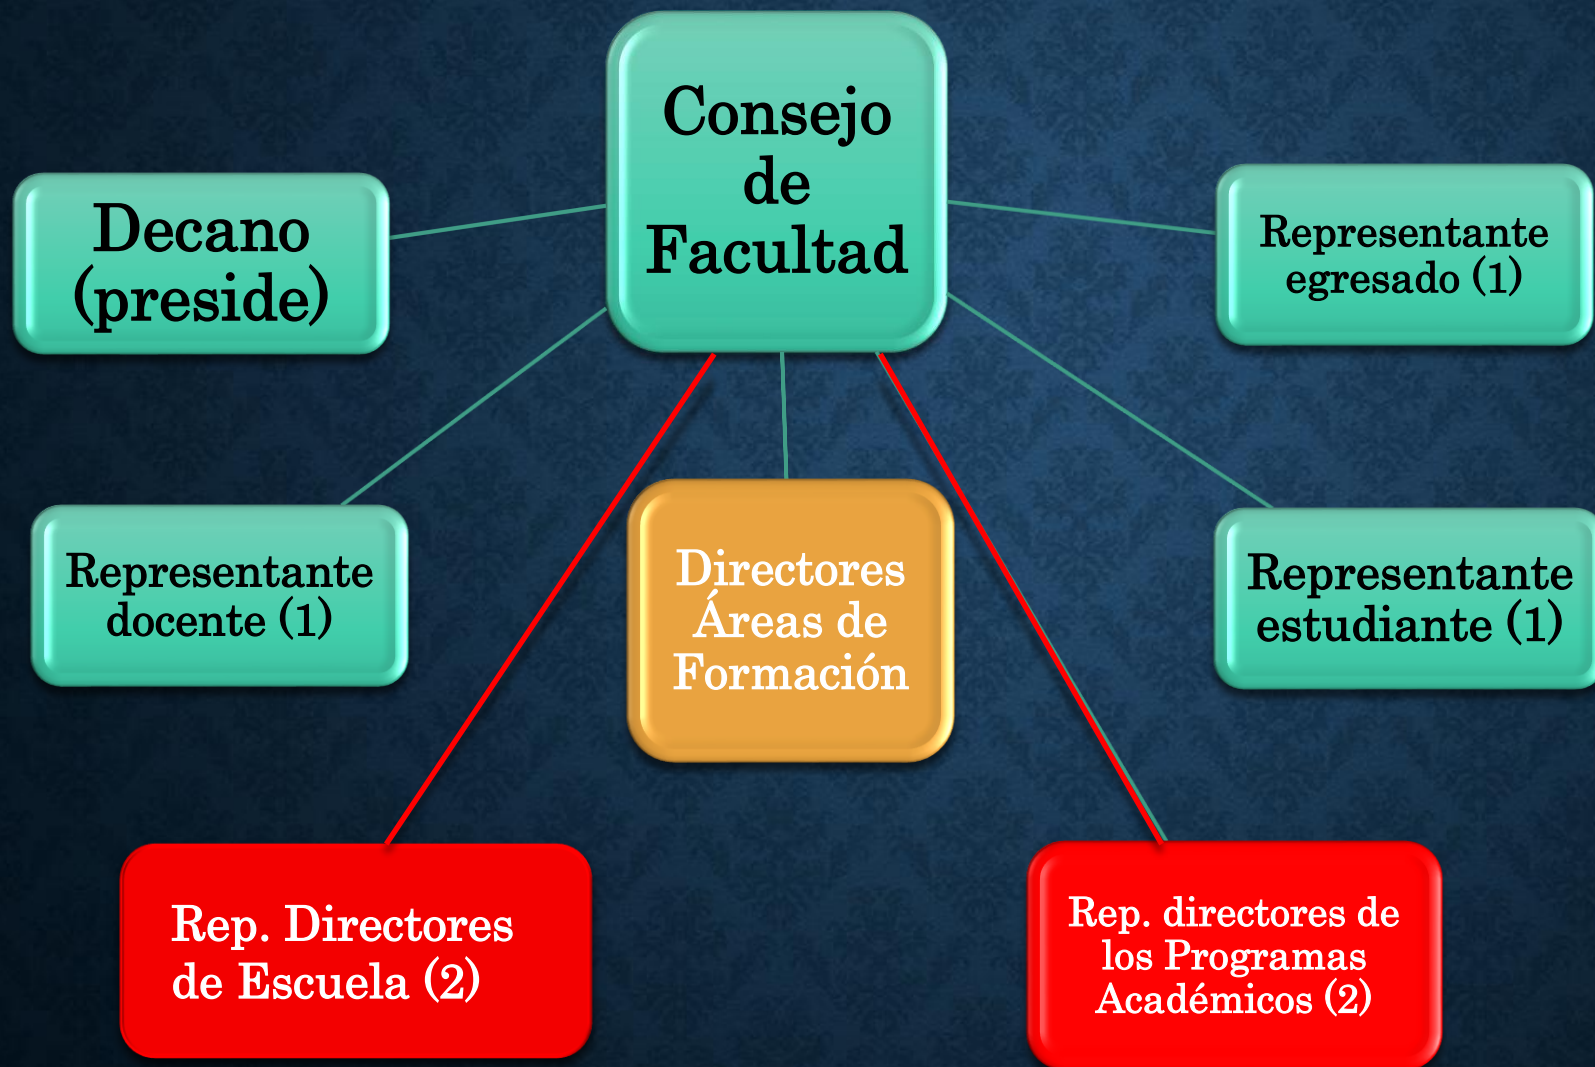 Consejo
de
Facultad
Decano
(preside)
Representante
egresado (1)
Representante
docente (1)
Directores
Áreas de
Formación
Representante
estudiante (1)
Rep. Directores
de Escuela (2)
Rep. directores de
los Programas
Académicos (2)